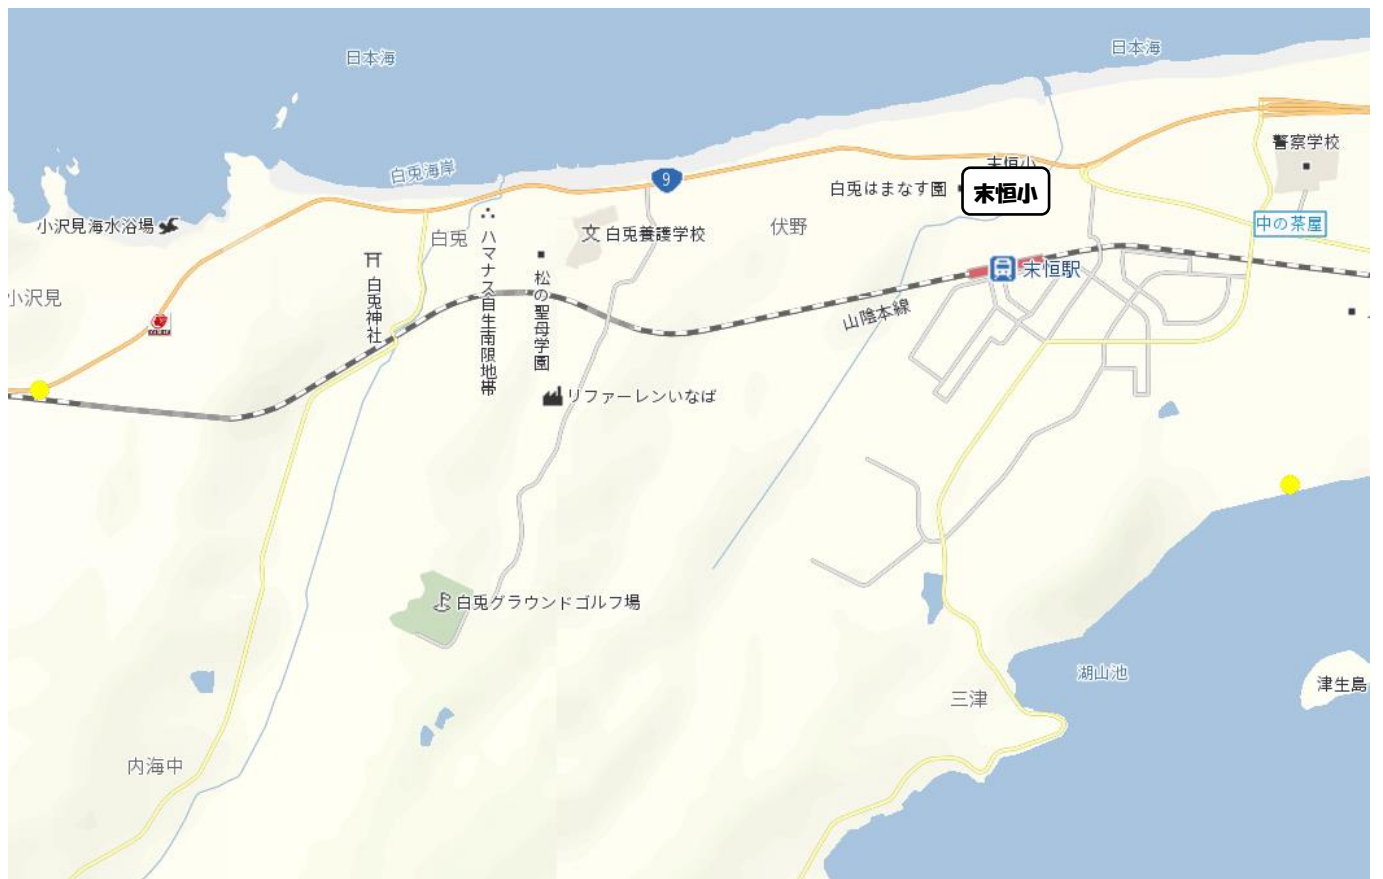 日本海
日本海
警察学校
末恒小
白兎海岸
9
白兎はまなす園
末恒小
小沢見海水浴場
中の茶屋
白兎
文 白兎養護学校
伏野
ハマナス自生南限地帯
白兎神社
松の聖母学園
末恒駅
小沢見
山陰本線
リファーレンいなば
白兎グラウンドゴルフ場
湖山池
津生島
三津
内海中